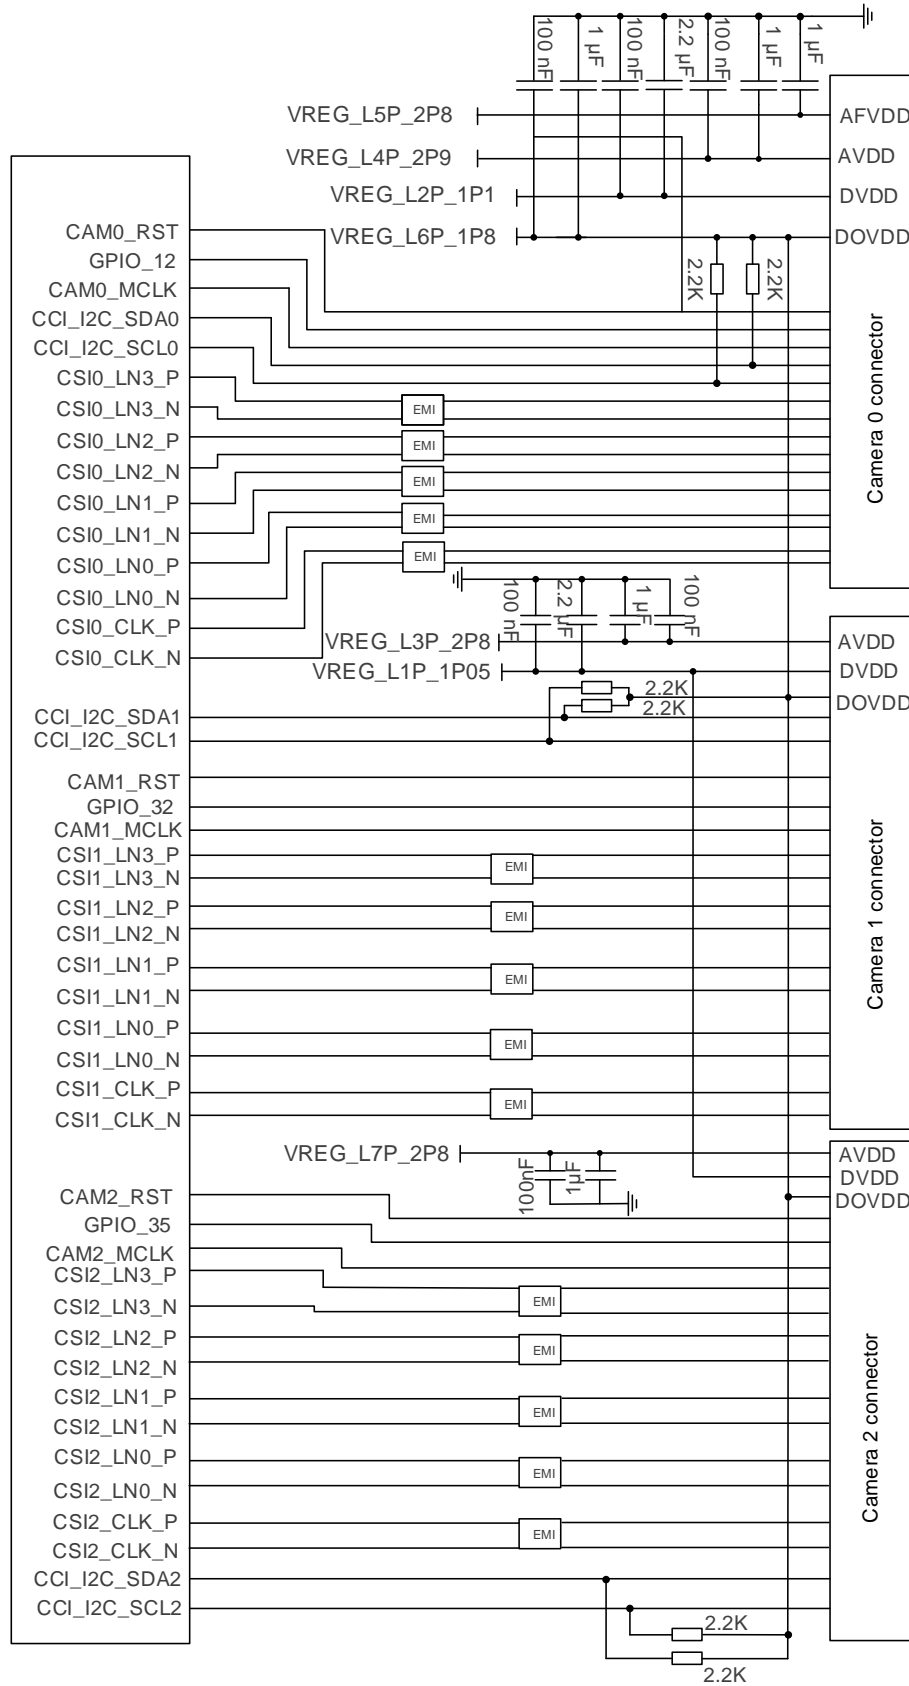 100 nF
1 µF
100 nF
2.2 µF
100 nF
1 µF
1 µF
VREG_L5P_2P8
AFVDD
VREG_L4P_2P9
AVDD
VREG_L2P_1P1
DVDD
VREG_L6P_1P8
DOVDD
2.2K
2.2K
Camera 0 connector
CAM0_RST
GPIO_12
CAM0_MCLK
CCI_I2C_SDA0
CCI_I2C_SCL0
CSI0_LN3_P
CSI0_LN3_N
EMI
CSI0_LN2_P
EMI
CSI0_LN2_N
EMI
CSI0_LN1_P
EMI
CSI0_LN1_N
EMI
CSI0_LN0_P
CSI0_LN0_N
CSI0_CLK_P
CSI0_CLK_N
100 nF
2.2 µF
1 µF
100 nF
VREG_L3P_2P8
AVDD
VREG_L1P_1P05
DVDD
DOVDD
2.2K
2.2K
CCI_I2C_SDA1
CCI_I2C_SCL1
CAM1_RST
GPIO_32
CAM1_MCLK
Camera 1 connector
CSI1_LN3_P
EMI
CSI1_LN3_N
CSI1_LN2_P
EMI
CSI1_LN2_N
CSI1_LN1_P
EMI
CSI1_LN1_N
CSI1_LN0_P
EMI
CSI1_LN0_N
CSI1_CLK_P
EMI
CSI1_CLK_N
VREG_L7P_2P8
AVDD
DVDD
DOVDD
100nF
1µF
CAM2_RST
GPIO_35
CAM2_MCLK
CSI2_LN3_P
EMI
CSI2_LN3_N
CSI2_LN2_P
EMI
CSI2_LN2_N
Camera 2 connector
CSI2_LN1_P
EMI
CSI2_LN1_N
CSI2_LN0_P
EMI
CSI2_LN0_N
CSI2_CLK_P
EMI
CSI2_CLK_N
CCI_I2C_SDA2
CCI_I2C_SCL2
2.2K
2.2K